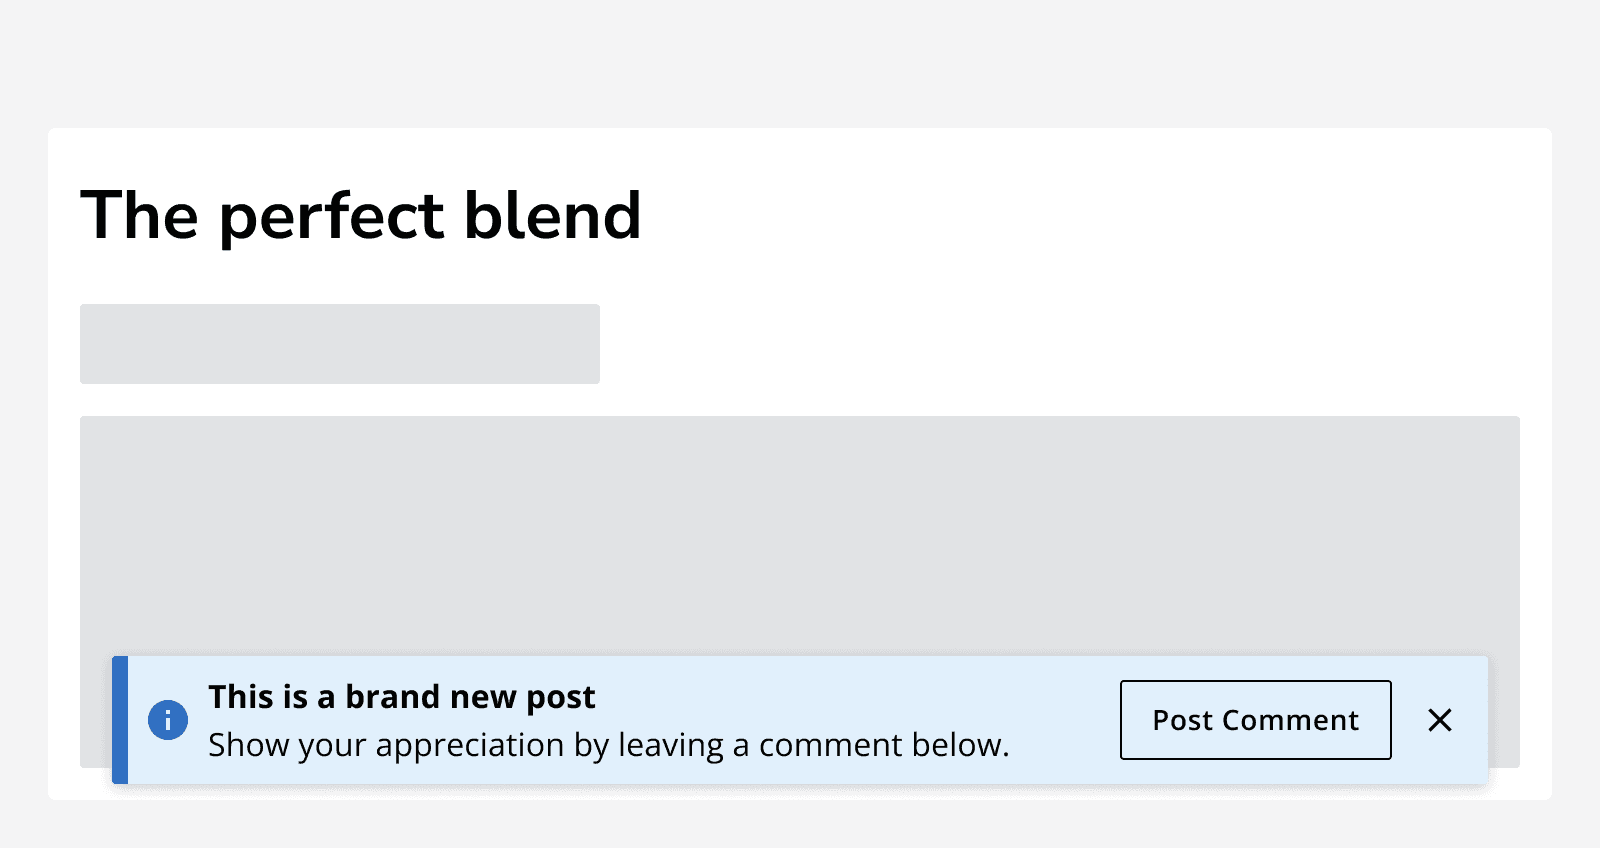 The perfect blend
This is a brand new post
Show your appreciation by leaving a comment below.
Post Comment